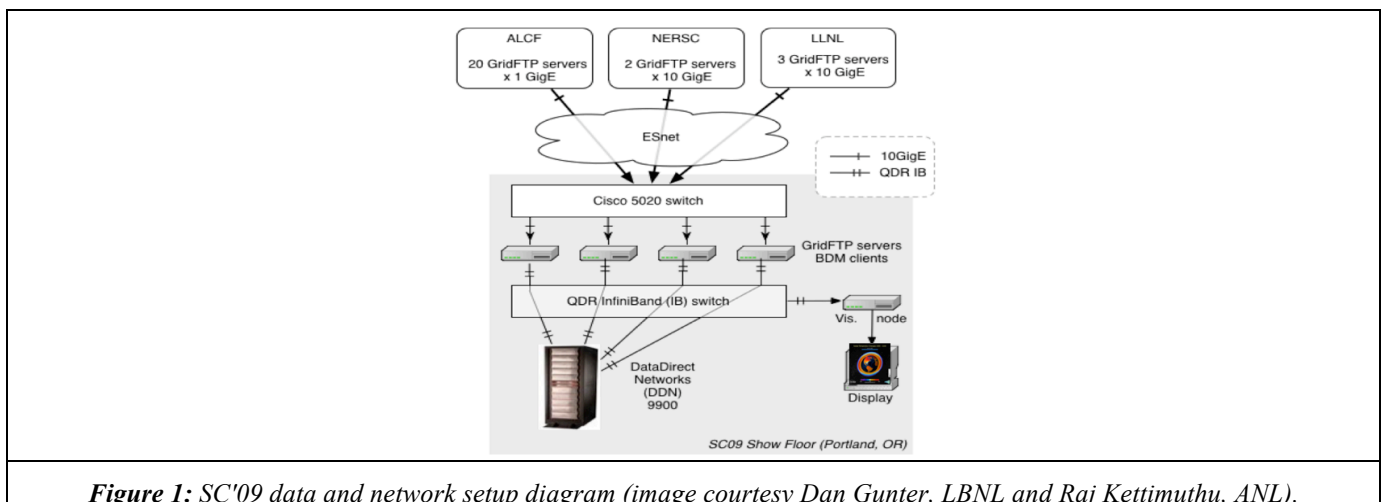 ALCF
20 GridFTP servers
x 1 GigE
NERSC
2 GridFTP servers
x 10 GigE
LLNL
3 GridFTP servers
x 10 GigE
ESnet
10GigE
QDR IB
Cisco 5020 switch
GridFTP servers
BDM clients
QDR InfiniBand (IB) switch
Vis. node
DataDirect
Networks
(DDN)
9900
Display
SC09 Show Floor (Portland, OR)
Figure 1: SC'09 data and network setup diagram (image courtesy Dan Gunter, LBNL and Raj Kettimuthu, ANL).